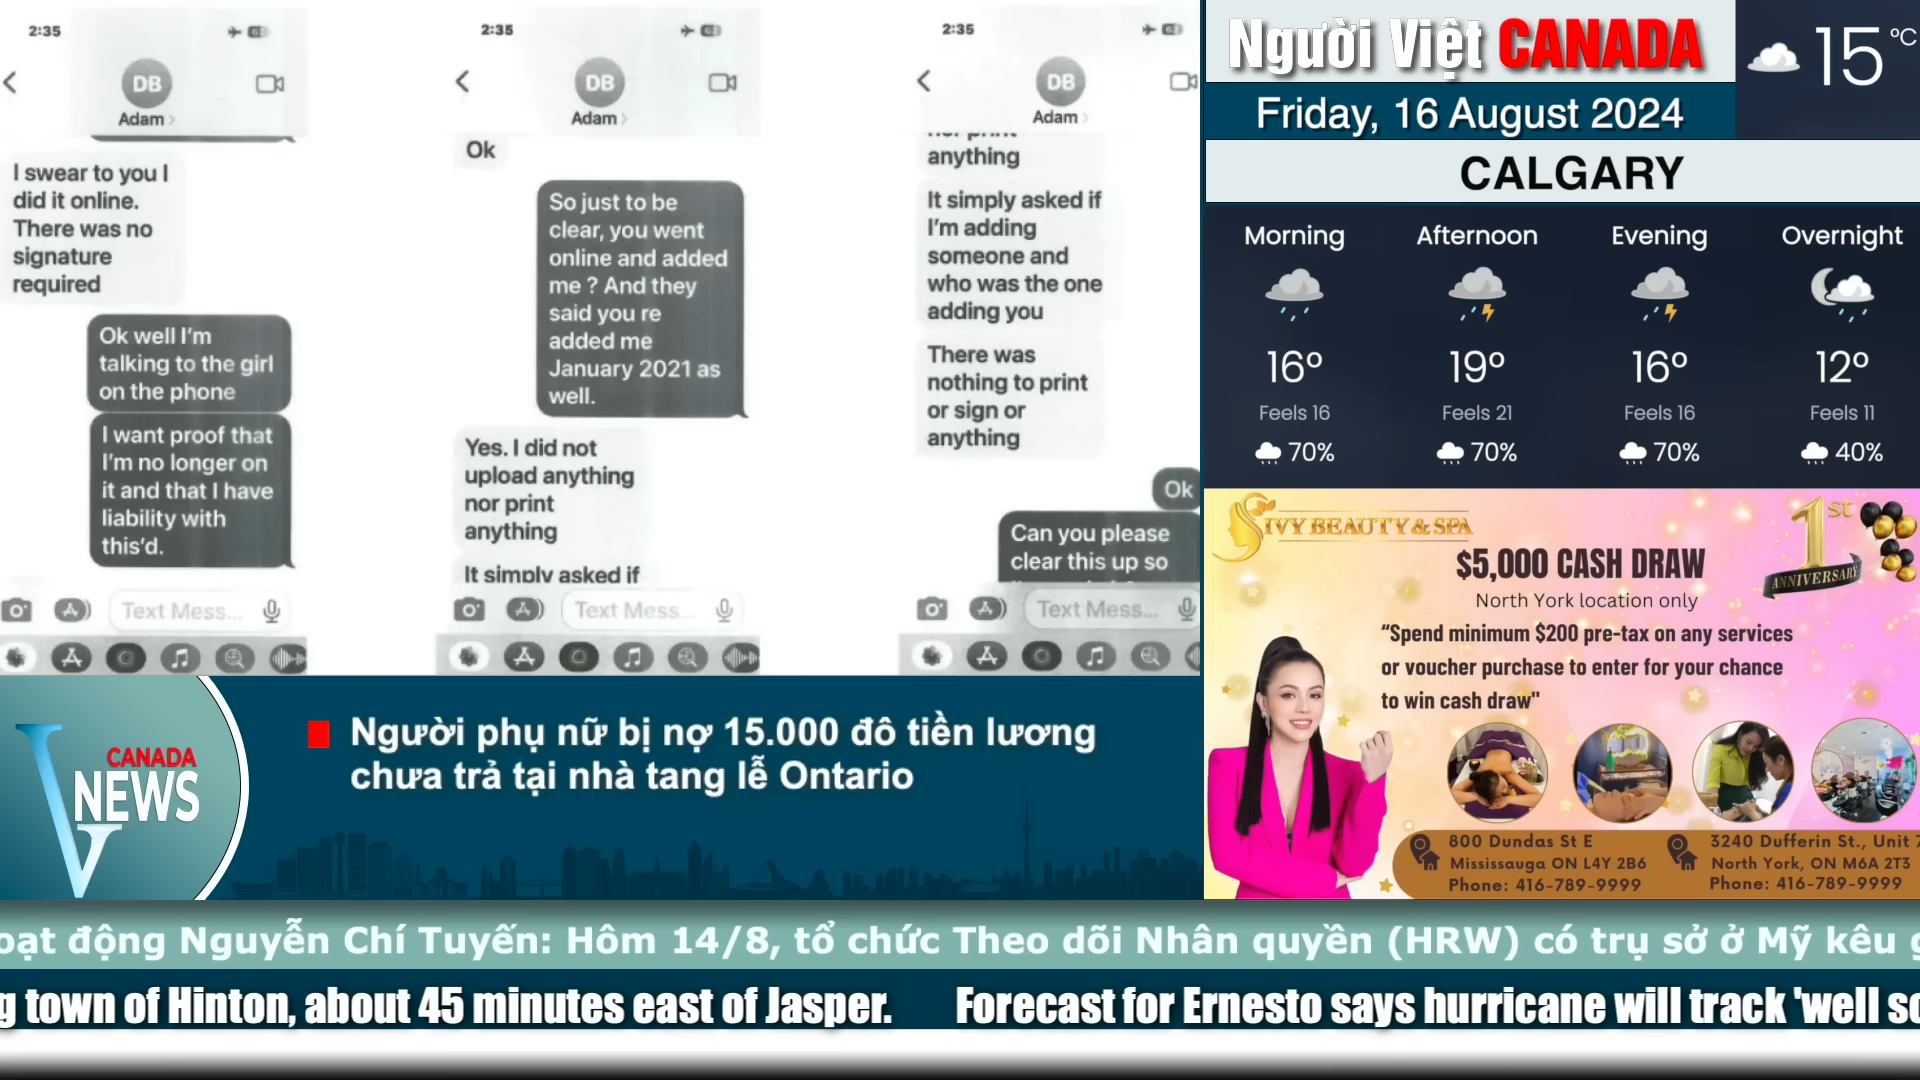 2:35
DB
Adam
I swear to you I
did it online.
There was no
signature
required
Ok well I'm
talking to the girl
on the phone
I want proof that
I'm no longer on
it and that I have
liability with
this'd.
Text Mess...
2:35
DB
Adam
Ok
So just to be
clear, you went
online and added
me ? And they
said you re
added me
January 2021 as
well.
Yes. I did not
upload anything
nor print
anything
It simply asked if
Text Mess...
2:35
DB
Adam
nor print
anything
It simply asked if
I'm adding
someone and
who was the one
adding you
There was
nothing to print
or sign or
anything
Ok
Can you please
clear this up so
Text Mess...
Người Việt CANADA
15 °C
Friday, 16 August 2024
CALGARY
Morning Afternoon Evening Overnight
16° 19° 16° 12°
Feels 16 Feels 21 Feels 16 Feels 11
70% 70% 70% 40%
IVY BEAUTY & SPA
1ST
ANNIVERSARY
$5,000 CASH DRAW
North York location only
“Spend minimum $200 pre-tax on any services
or voucher purchase to enter for your chance
to win cash draw"
800 Dundas St E
Mississauga ON L4Y 2B6
Phone: 416-789-9999
3240 Dufferin St., Unit 7
North York, ON M6A 2T3
Phone: 416-789-9999
CANADA
V NEWS
Người phụ nữ bị nợ 15.000 đô tiền lương
chưa trả tại nhà tang lễ Ontario
oạt động Nguyễn Chí Tuyến: Hôm 14/8, tổ chức Theo dõi Nhân quyền (HRW) có trụ sở ở Mỹ kêu g
g town of Hinton, about 45 minutes east of Jasper. Forecast for Ernesto says hurricane will track 'well so